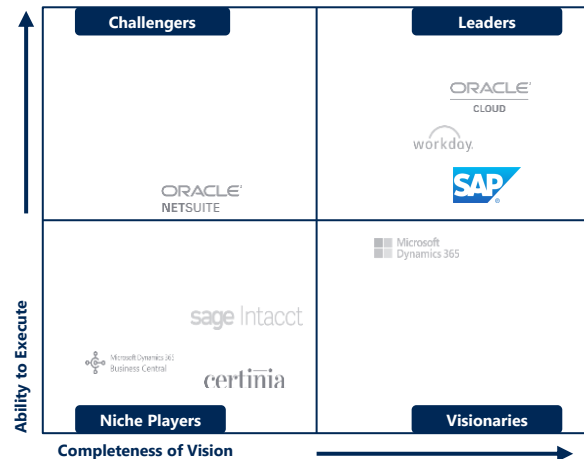 Challengers
Leaders
ORACLE
CLOUD
workday.
SAP
ORACLE
NETSUITE
Microsoft
Dynamics 365
sage Intacct
Microsoft Dynamics 365
Business Central
certinia
Ability to Execute
Niche Players
Visionaries
Completeness of Vision